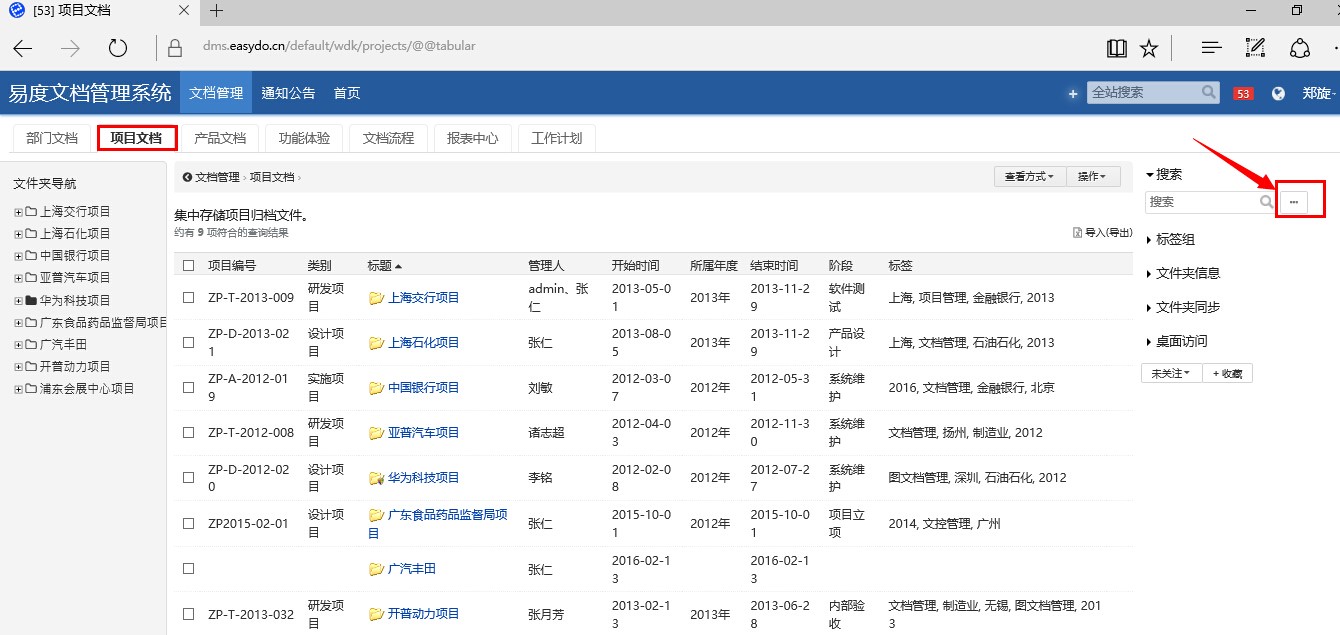 [53] 项目文档
dms.easydo.cn/default/wdk/projects/@@tabular
易度文档管理系统 文档管理 通知公告 首页 + 全站搜索 53 郑旋
部门文档 项目文档 产品文档 功能体验 文档流程 报表中心 工作计划
文件夹导航
上海交行项目
上海石化项目
中国银行项目
亚普汽车项目
华为科技项目
广东食品药品监督局项目
广汽丰田
开普动力项目
浦东会展中心项目
文档管理 › 项目文档 ›
查看方式 操作
集中存储项目归档文件。
约有 9 项符合的查询结果
导入(导出)
项目编号 类别 标题 管理人 开始时间 所属年度 结束时间 阶段 标签
ZP-T-2013-009 研发项目 上海交行项目 admin、张仁 2013-05-01 2013年 2013-11-29 软件测试 上海, 项目管理, 金融银行, 2013
ZP-D-2013-021 设计项目 上海石化项目 张仁 2013-08-05 2013年 2013-11-29 产品设计 上海, 文档管理, 石油石化, 2013
ZP-A-2012-019 实施项目 中国银行项目 刘敏 2012-03-07 2012年 2012-05-31 系统维护 2016, 文档管理, 金融银行, 北京
ZP-T-2012-008 研发项目 亚普汽车项目 诸志超 2012-04-03 2012年 2012-11-30 系统维护 文档管理, 扬州, 制造业, 2012
ZP-D-2012-020 设计项目 华为科技项目 李铭 2012-02-08 2012年 2012-07-27 系统维护 图文档管理, 深圳, 石油石化, 2012
ZP2015-02-01 设计项目 广东食品药品监督局项目 张仁 2015-10-01 2012年 2015-10-01 项目立项 2014, 文控管理, 广州
广汽丰田 张仁 2016-02-13 2016-02-13
ZP-T-2013-032 研发项目 开普动力项目 张月芳 2013-02-13 2013年 2013-06-28 内部验收 文档管理, 制造业, 无锡, 图文档管理, 2013
搜索
搜索 ...
标签组
文件夹信息
文件夹同步
桌面访问
未关注 + 收藏